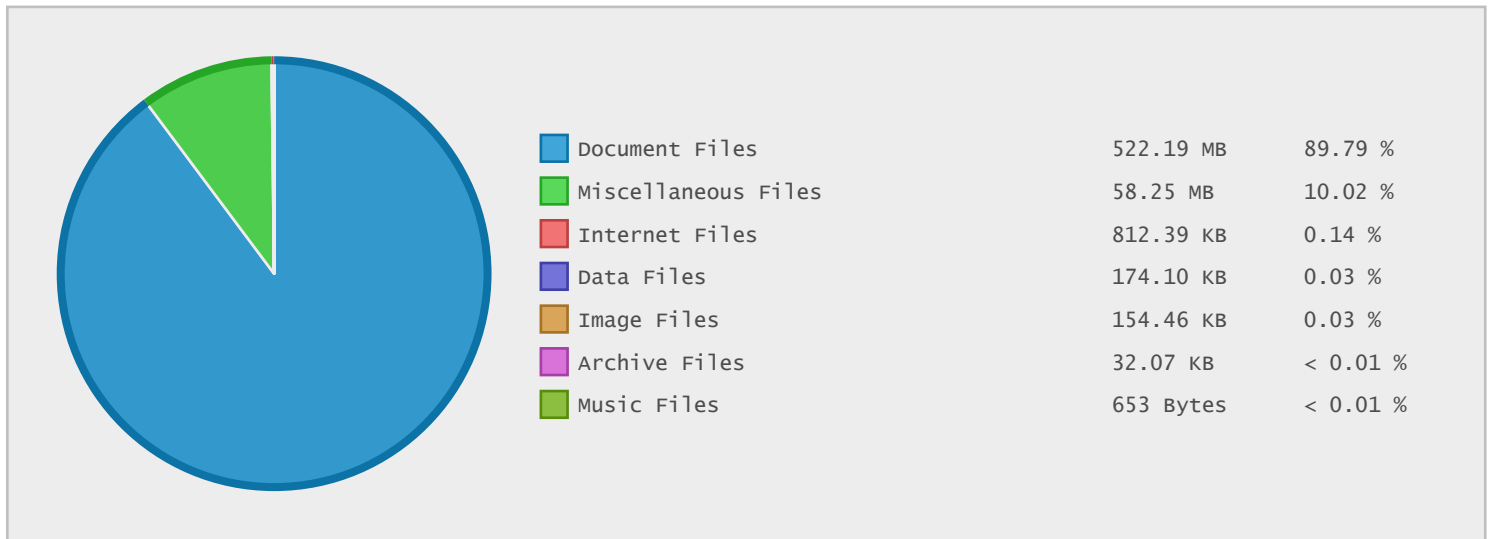 Document Files 522.19 MB 89.79 %
Miscellaneous Files 58.25 MB 10.02 %
Internet Files 812.39 KB 0.14 %
Data Files 174.10 KB 0.03 %
Image Files 154.46 KB 0.03 %
Archive Files 32.07 KB < 0.01 %
Music Files 653 Bytes < 0.01 %